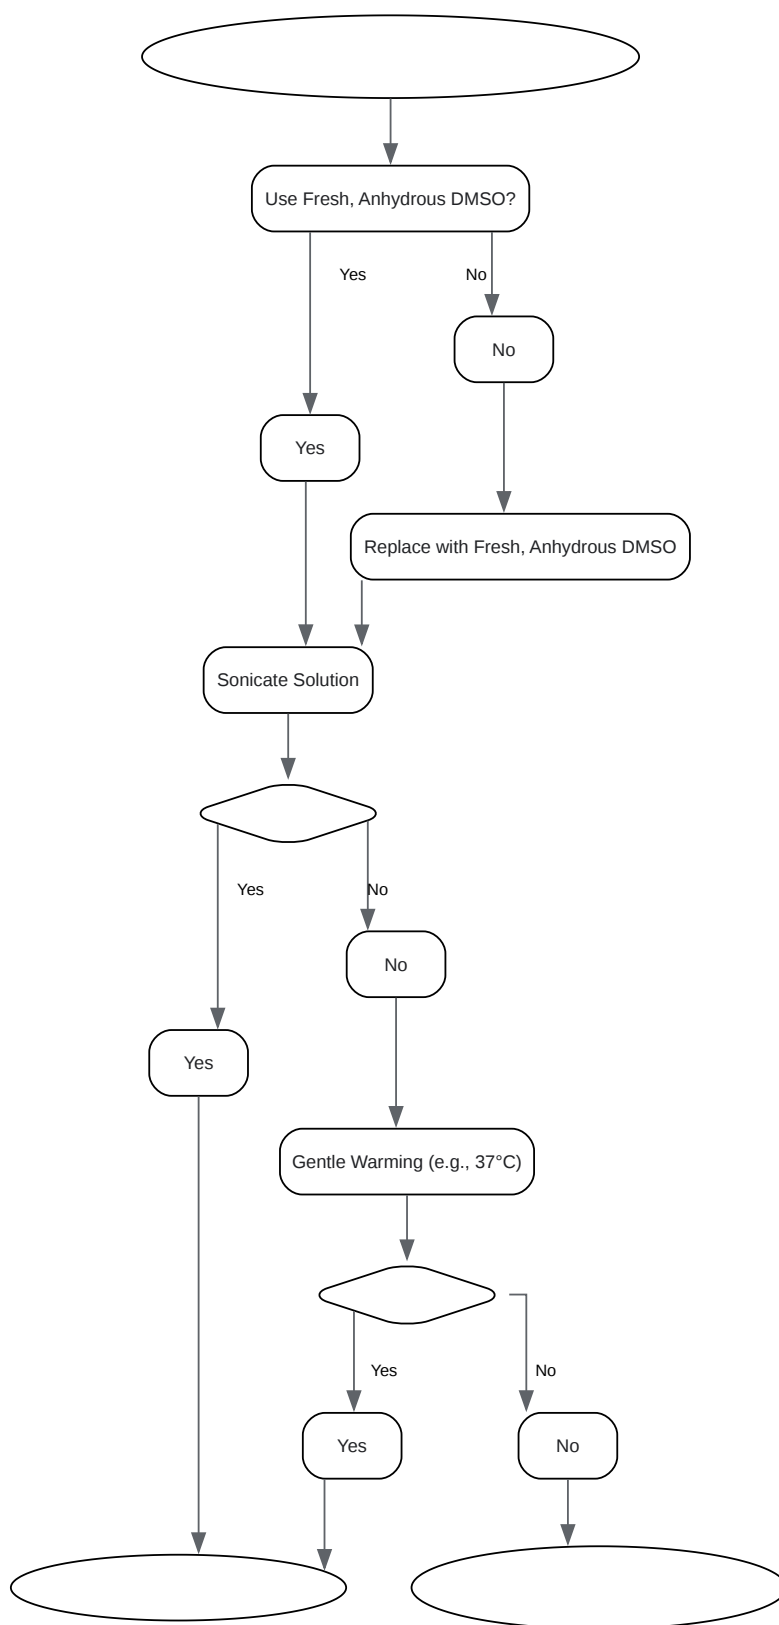 Use Fresh, Anhydrous DMSO?
Yes
No
No
Yes
Replace with Fresh, Anhydrous DMSO
Sonicate Solution
Yes
No
No
Yes
Gentle Warming (e.g., 37°C)
Yes
No
Yes
No